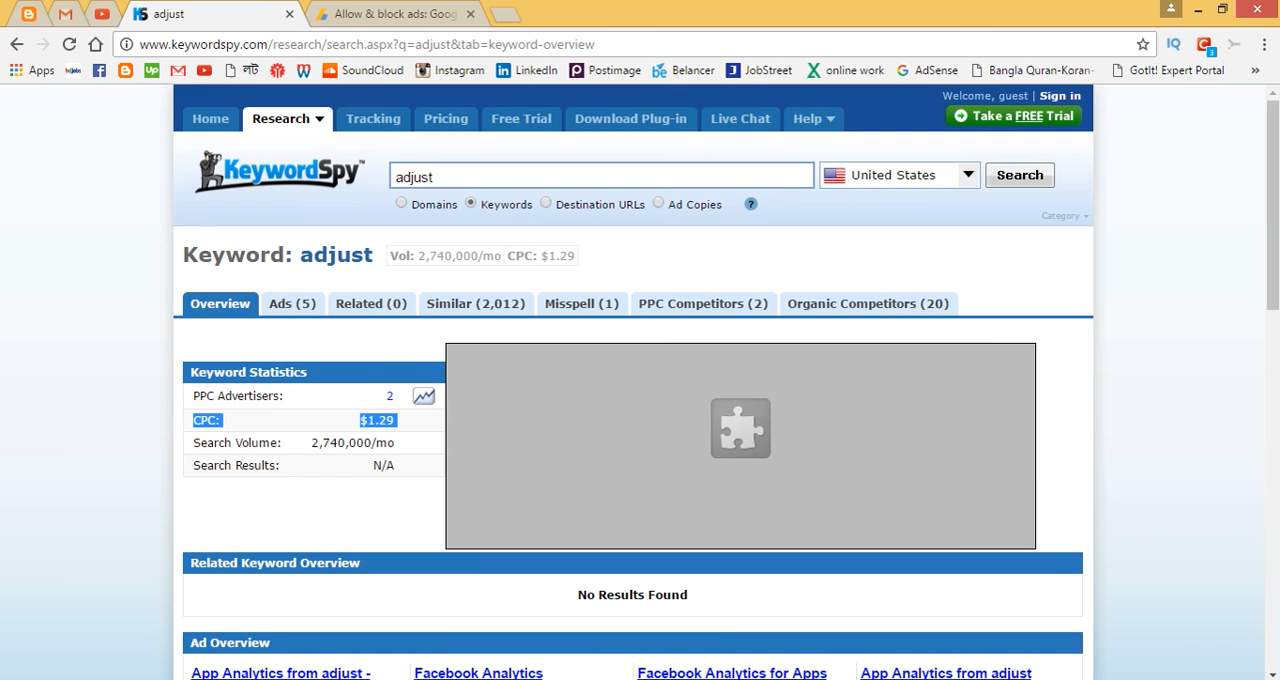 adjust
Allow & block ads: Goog
www.keywordspy.com/research/search.aspx?q=adjust&tab=keyword-overview
Apps
SoundCloud
Instagram
LinkedIn
Postimage
Belancer
JobStreet
online work
AdSense
Bangla Quran-Koran-
GotIt! Expert Portal
»
Welcome, guest | Sign in
Home Research ▼ Tracking Pricing Free Trial Download Plug-in Live Chat Help ▼
Take a FREE Trial
KeywordSpy™
adjust
United States
Search
Domains Keywords Destination URLs Ad Copies ?
Category
Keyword: adjust Vol: 2,740,000/mo CPC: $1.29
Overview Ads (5) Related (0) Similar (2,012) Misspell (1) PPC Competitors (2) Organic Competitors (20)
Keyword Statistics
PPC Advertisers: 2
CPC: $1.29
Search Volume: 2,740,000/mo
Search Results: N/A
Related Keyword Overview
No Results Found
Ad Overview
App Analytics from adjust - Facebook Analytics Facebook Analytics for Apps App Analytics from adjust